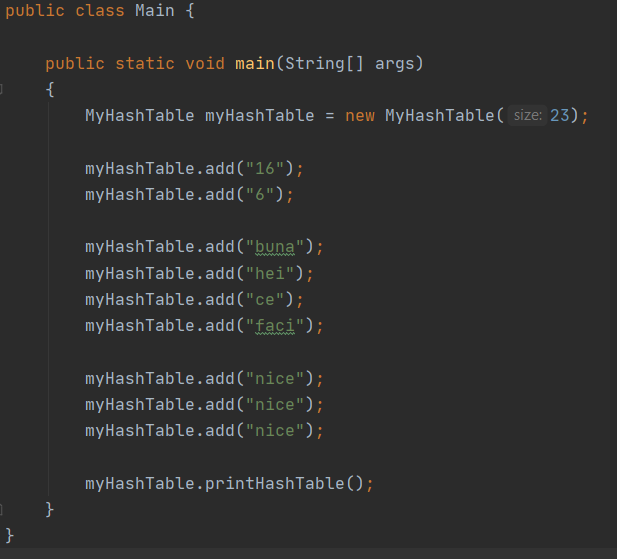 public class Main {
public static void main(String[] args)
{
MyHashTable myHashTable = new MyHashTable( size: 23);
myHashTable.add("16");
myHashTable.add("6");
myHashTable.add("buna");
myHashTable.add("hei");
myHashTable.add("ce");
myHashTable.add("faci");
myHashTable.add("nice");
myHashTable.add("nice");
myHashTable.add("nice");
myHashTable.printHashTable();
}
}